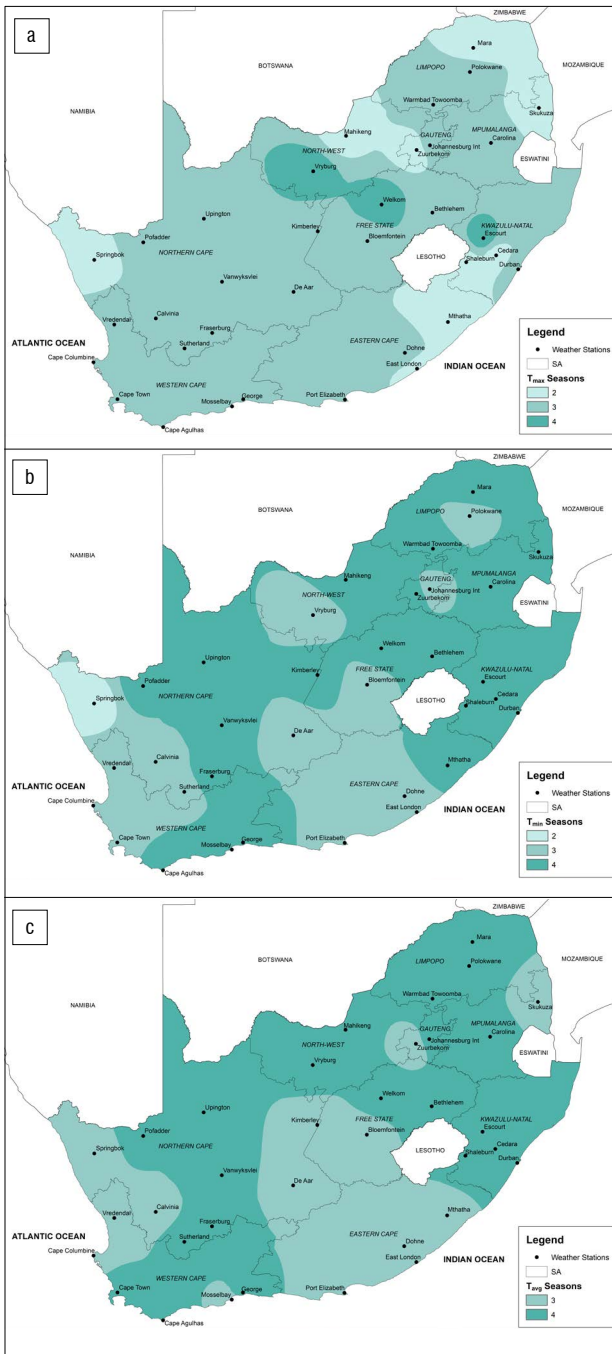 a
ZIMBABWE
Mara
BOTSWANA
LIMPOPO
MOZAMBIQUE
Polokwane
NAMIBIA
Warmbad Towoomba
Skukuza
Mahikeng
GAUTENG
MPUMALANGA
Carolina
Johannesburg Int
NORTH-WEST
Zuurbekom
ESWATINI
Vryburg
Welkom
Bethlehem
Upington
KWAZULU-NATAL
Escourt
Kimberley
FREE STATE
Pofadder
Bloemfontein
Cedara
Springbok
NORTHERN CAPE
LESOTHO
Shaleburn
Durban
Vanwyksvlei
De Aar
Mthatha
Vredendal
Calvinia
Fraserburg
EASTERN CAPE
ATLANTIC OCEAN
Sutherland
Dohne
INDIAN OCEAN
Cape Columbine
East London
WESTERN CAPE
Cape Town
Mosselbay
George
Port Elizabeth
Cape Agulhas
Legend
Weather Stations
SA
Tmax Seasons
2
3
4
b
ZIMBABWE
Mara
BOTSWANA
LIMPOPO
MOZAMBIQUE
Polokwane
NAMIBIA
Warmbad Towoomba
Skukuza
Mahikeng
GAUTENG
MPUMALANGA
Carolina
Johannesburg Int
NORTH-WEST
Zuurbekom
ESWATINI
Vryburg
Welkom
Bethlehem
Upington
KWAZULU-NATAL
Escourt
Kimberley
FREE STATE
Pofadder
Bloemfontein
Cedara
Springbok
NORTHERN CAPE
LESOTHO
Shaleburn
Durban
Vanwyksvlei
De Aar
Mthatha
Vredendal
Calvinia
Fraserburg
EASTERN CAPE
ATLANTIC OCEAN
Sutherland
Dohne
INDIAN OCEAN
Cape Columbine
East London
WESTERN CAPE
Cape Town
Mosselbay
George
Port Elizabeth
Cape Agulhas
Legend
Weather Stations
SA
Tmin Seasons
2
3
4
c
ZIMBABWE
Mara
BOTSWANA
LIMPOPO
MOZAMBIQUE
Polokwane
NAMIBIA
Warmbad Towoomba
Skukuza
Mahikeng
GAUTENG
MPUMALANGA
Carolina
Johannesburg Int
NORTH-WEST
Zuurbekom
ESWATINI
Vryburg
Welkom
Bethlehem
Upington
KWAZULU-NATAL
Escourt
Kimberley
FREE STATE
Pofadder
Bloemfontein
Cedara
Springbok
NORTHERN CAPE
LESOTHO
Shaleburn
Durban
Vanwyksvlei
De Aar
Mthatha
Vredendal
Calvinia
Fraserburg
EASTERN CAPE
ATLANTIC OCEAN
Sutherland
Dohne
INDIAN OCEAN
Cape Columbine
East London
WESTERN CAPE
Cape Town
Mosselbay
George
Port Elizabeth
Cape Agulhas
Legend
Weather Stations
SA
Tavg Seasons
3
4